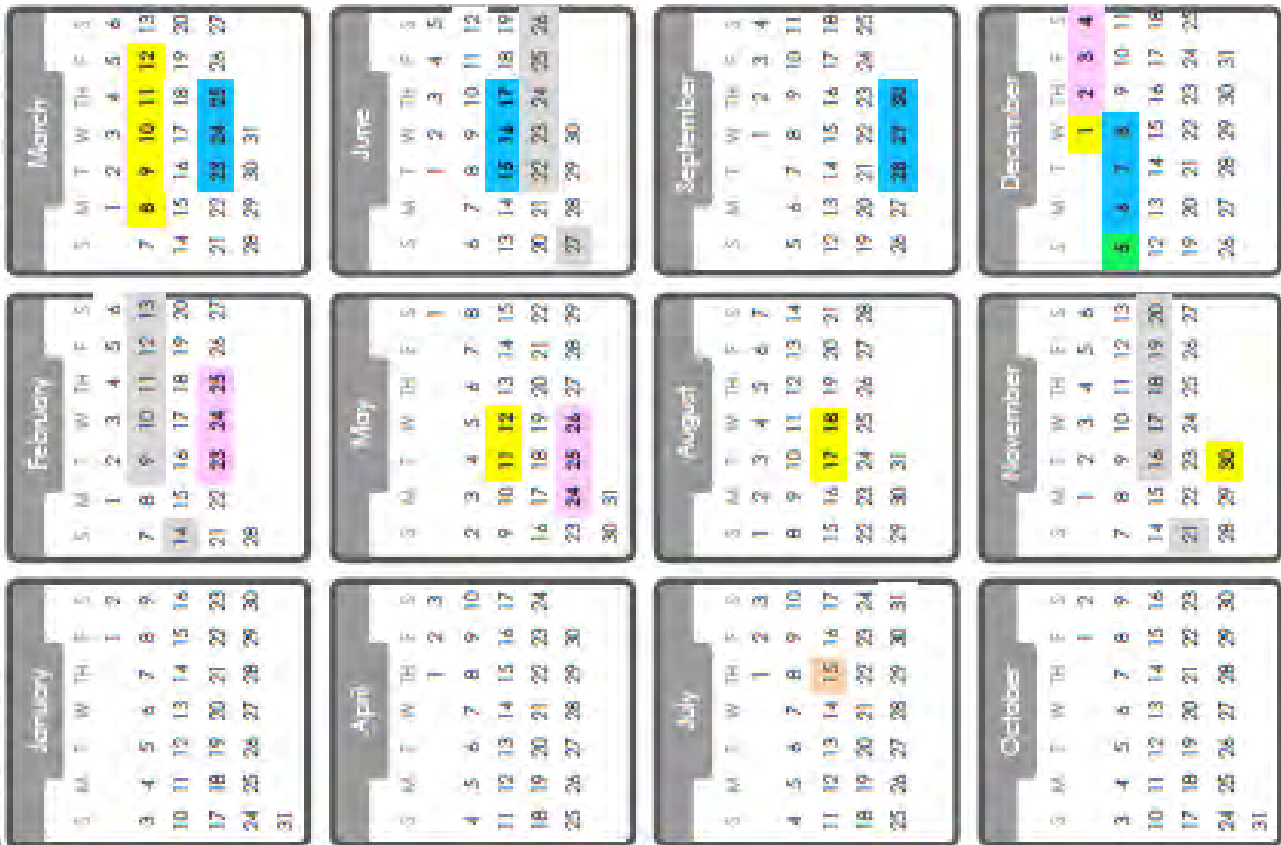 January
S M T W TH F S
1 2
3 4 5 6 7 8 9
10 11 12 13 14 15 16
17 18 19 20 21 22 23
24 25 26 27 28 29 30
31
February
S M T W TH F S
1 2 3 4 5 6
7 8 9 10 11 12 13
14 15 16 17 18 19 20
21 22 23 24 25 26 27
28
March
S M T W TH F S
1 2 3 4 5 6
7 8 9 10 11 12 13
14 15 16 17 18 19 20
21 22 23 24 25 26 27
28 29 30 31
April
S M T W TH F S
1 2 3
4 5 6 7 8 9 10
11 12 13 14 15 16 17
18 19 20 21 22 23 24
25 26 27 28 29 30
May
S M T W TH F S
1
2 3 4 5 6 7 8
9 10 11 12 13 14 15
16 17 18 19 20 21 22
23 24 25 26 27 28 29
30 31
June
S M T W TH F S
1 2 3 4 5
6 7 8 9 10 11 12
13 14 15 16 17 18 19
20 21 22 23 24 25 26
27 28 29 30
July
S M T W TH F S
1 2 3
4 5 6 7 8 9 10
11 12 13 14 15 16 17
18 19 20 21 22 23 24
25 26 27 28 29 30 31
August
S M T W TH F S
1 2 3 4 5 6 7
8 9 10 11 12 13 14
15 16 17 18 19 20 21
22 23 24 25 26 27 28
29 30 31
September
S M T W TH F S
1 2 3 4
5 6 7 8 9 10 11
12 13 14 15 16 17 18
19 20 21 22 23 24 25
26 27 28 29 30
October
S M T W TH F S
1 2
3 4 5 6 7 8 9
10 11 12 13 14 15 16
17 18 19 20 21 22 23
24 25 26 27 28 29 30
31
November
S M T W TH F S
1 2 3 4 5 6
7 8 9 10 11 12 13
14 15 16 17 18 19 20
21 22 23 24 25 26 27
28 29 30
December
S M T W TH F S
1 2 3 4
5 6 7 8 9 10 11
12 13 14 15 16 17 18
19 20 21 22 23 24 25
26 27 28 29 30 31